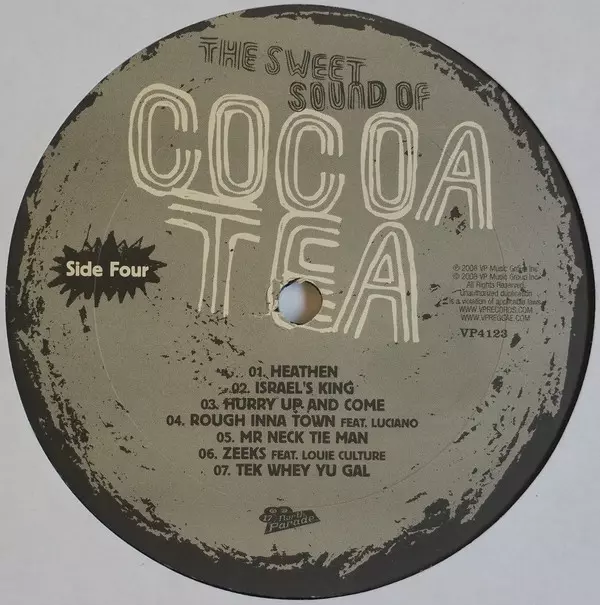 THE SWEET
SOUND OF
COCOA
TEA
Side Four
℗ 2008 VP Music Group Inc.
© 2008 VP Music Group Inc.
All Rights Reserved.
Unauthorized duplication
is a violation of applicable laws.
WWW.VPRECORDS.COM
WWW.VPREGGAE.COM
VP4123
01. HEATHEN
02. ISRAEL'S KING
03. HURRY UP AND COME
04. ROUGH INNA TOWN FEAT. LUCIANO
05. MR NECK TIE MAN
06. ZEEKS FEAT. LOUIE CULTURE
07. TEK WHEY YU GAL
17 North
Parade